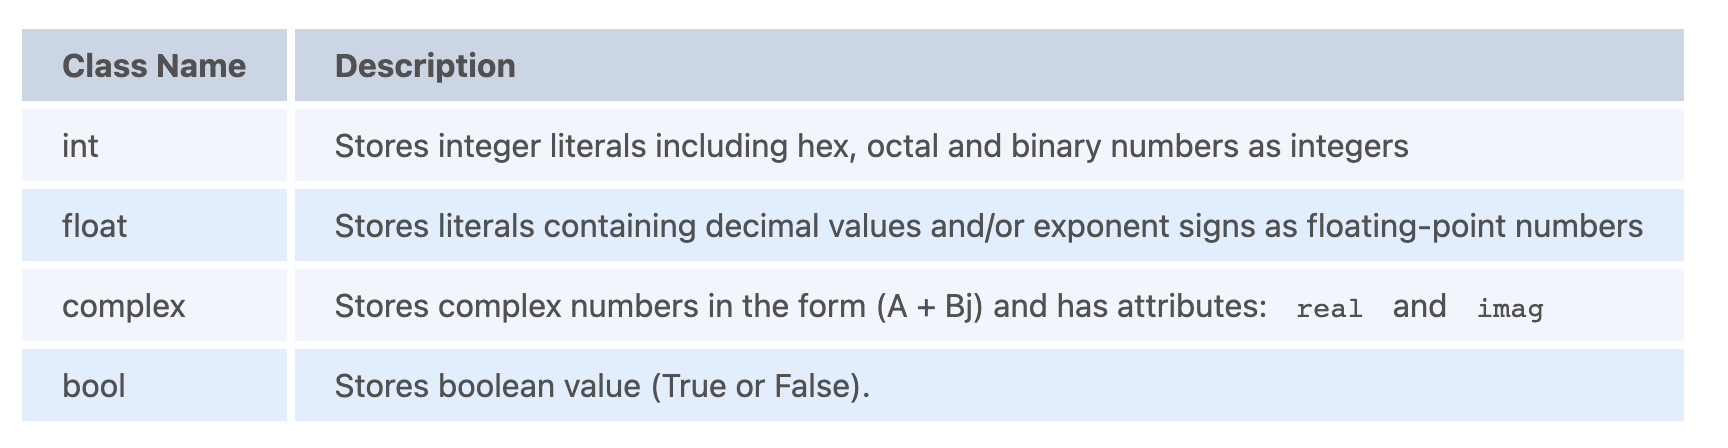 Class Name Description
int Stores integer literals including hex, octal and binary numbers as integers
float Stores literals containing decimal values and/or exponent signs as floating-point numbers
complex Stores complex numbers in the form (A + Bj) and has attributes: real and imag
bool Stores boolean value (True or False).